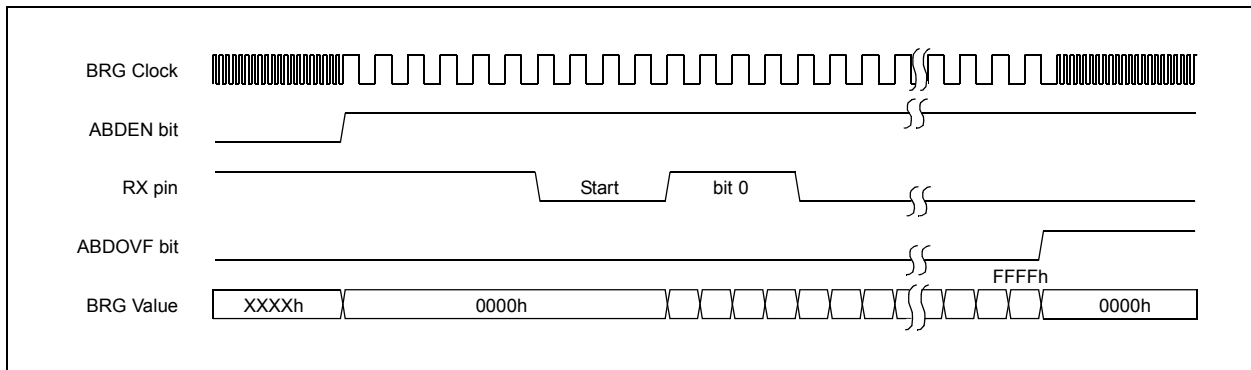 BRG Clock
ABDEN bit
RX pin
Start
bit 0
ABDOVF bit
FFFFh
BRG Value
XXXXh
0000h
0000h